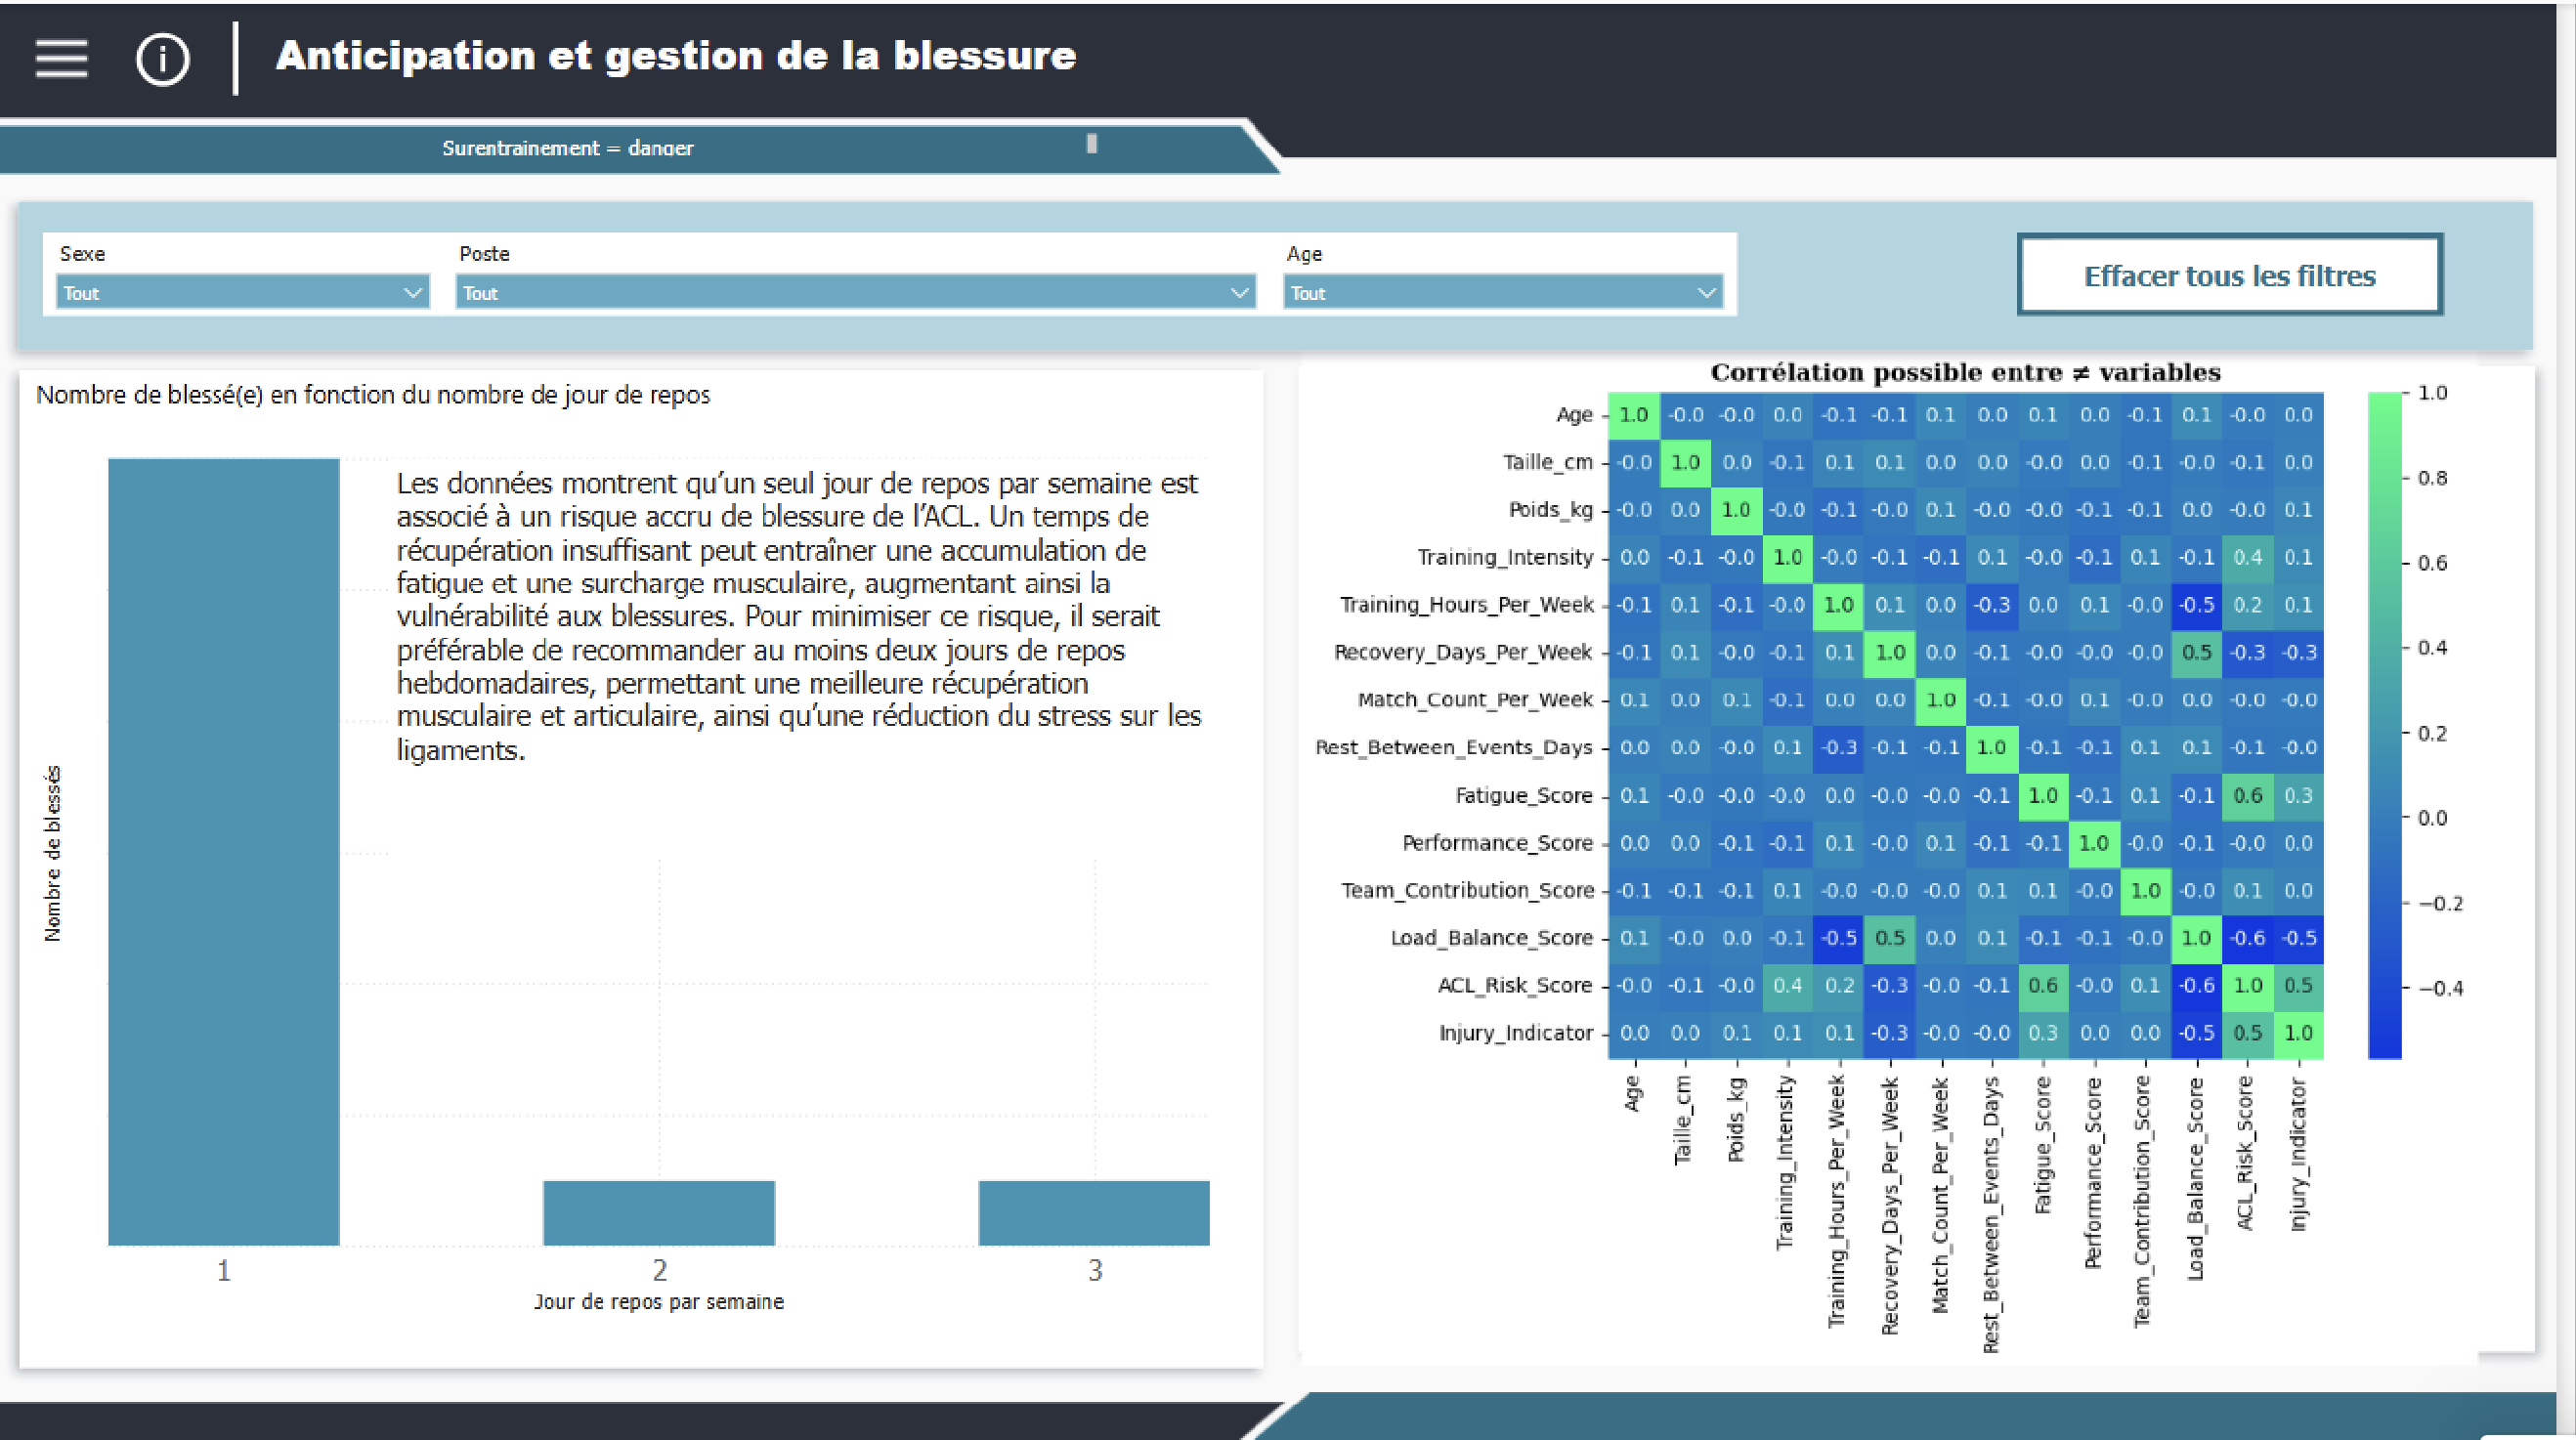 Anticipation et gestion de la blessure
Surentrainement = danger
Sexe
Poste
Age
Tout
Tout
Tout
Effacer tous les filtres
Nombre de blessé(e) en fonction du nombre de jour de repos
Les données montrent qu’un seul jour de repos par semaine est
associé à un risque accru de blessure de l’ACL. Un temps de
récupération insuffisant peut entraîner une accumulation de
fatigue et une surcharge musculaire, augmentant ainsi la
vulnérabilité aux blessures. Pour minimiser ce risque, il serait
préférable de recommander au moins deux jours de repos
hebdomadaires, permettant une meilleure récupération
musculaire et articulaire, ainsi qu’une réduction du stress sur les
ligaments.
Nombre de blessés
1 2 3
Jour de repos par semaine
Corrélation possible entre ≠ variables
Age 1.0 -0.0 -0.0 0.0 -0.1 -0.1 0.1 0.0 0.1 0.0 -0.1 0.1 -0.0 0.0
Taille_cm -0.0 1.0 0.0 -0.1 0.1 0.1 0.0 0.0 -0.0 0.0 -0.1 -0.0 -0.1 0.0
Poids_kg -0.0 0.0 1.0 -0.0 -0.1 -0.0 0.1 -0.0 -0.0 -0.1 -0.1 0.0 -0.0 0.1
Training_Intensity 0.0 -0.1 -0.0 1.0 -0.0 -0.1 -0.1 0.1 -0.0 -0.1 0.1 -0.1 0.4 0.1
Training_Hours_Per_Week -0.1 0.1 -0.1 -0.0 1.0 0.1 0.0 -0.3 0.0 0.1 -0.0 -0.5 0.2 0.1
Recovery_Days_Per_Week -0.1 0.1 -0.0 -0.1 0.1 1.0 0.0 -0.1 -0.0 -0.0 -0.0 0.5 -0.3 -0.3
Match_Count_Per_Week 0.1 0.0 0.1 -0.1 0.0 0.0 1.0 -0.1 -0.0 0.1 -0.0 0.0 -0.0 -0.0
Rest_Between_Events_Days 0.0 0.0 -0.0 0.1 -0.3 -0.1 -0.1 1.0 -0.1 -0.1 0.1 0.1 -0.1 -0.0
Fatigue_Score 0.1 -0.0 -0.0 -0.0 0.0 -0.0 -0.0 -0.1 1.0 -0.1 0.1 -0.1 0.6 0.3
Performance_Score 0.0 0.0 -0.1 -0.1 0.1 -0.0 0.1 -0.1 -0.1 1.0 -0.0 -0.1 -0.0 0.0
Team_Contribution_Score -0.1 -0.1 -0.1 0.1 -0.0 -0.0 -0.0 0.1 0.1 -0.0 1.0 -0.0 0.1 0.0
Load_Balance_Score 0.1 -0.0 0.0 -0.1 -0.5 0.5 0.0 0.1 -0.1 -0.1 -0.0 1.0 -0.6 -0.5
ACL_Risk_Score -0.0 -0.1 -0.0 0.4 0.2 -0.3 -0.0 -0.1 0.6 -0.0 0.1 -0.6 1.0 0.5
Injury_Indicator 0.0 0.0 0.1 0.1 0.1 -0.3 -0.0 -0.0 0.3 0.0 0.0 -0.5 0.5 1.0
Age
Taille_cm
Poids_kg
Training_Intensity
Training_Hours_Per_Week
Recovery_Days_Per_Week
Match_Count_Per_Week
Rest_Between_Events_Days
Fatigue_Score
Performance_Score
Team_Contribution_Score
Load_Balance_Score
ACL_Risk_Score
Injury_Indicator
1.0
0.8
0.6
0.4
0.2
0.0
−0.2
−0.4